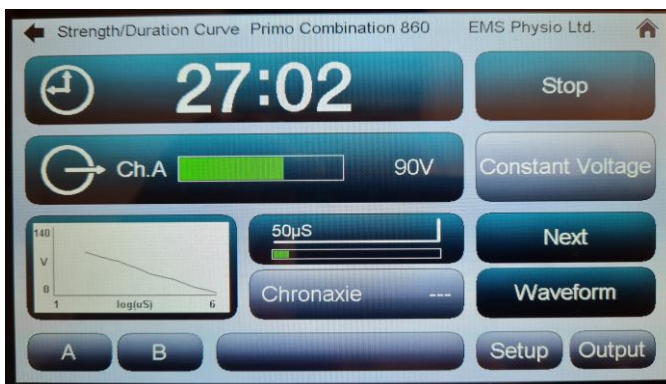 Strength/Duration Curve Primo Combination 860 EMS Physio Ltd.
27:02
Stop
Ch.A 90V
Constant Voltage
140
V
0
1 log(uS) 6
50µS
Next
Chronaxie ---
Waveform
A B
Setup Output